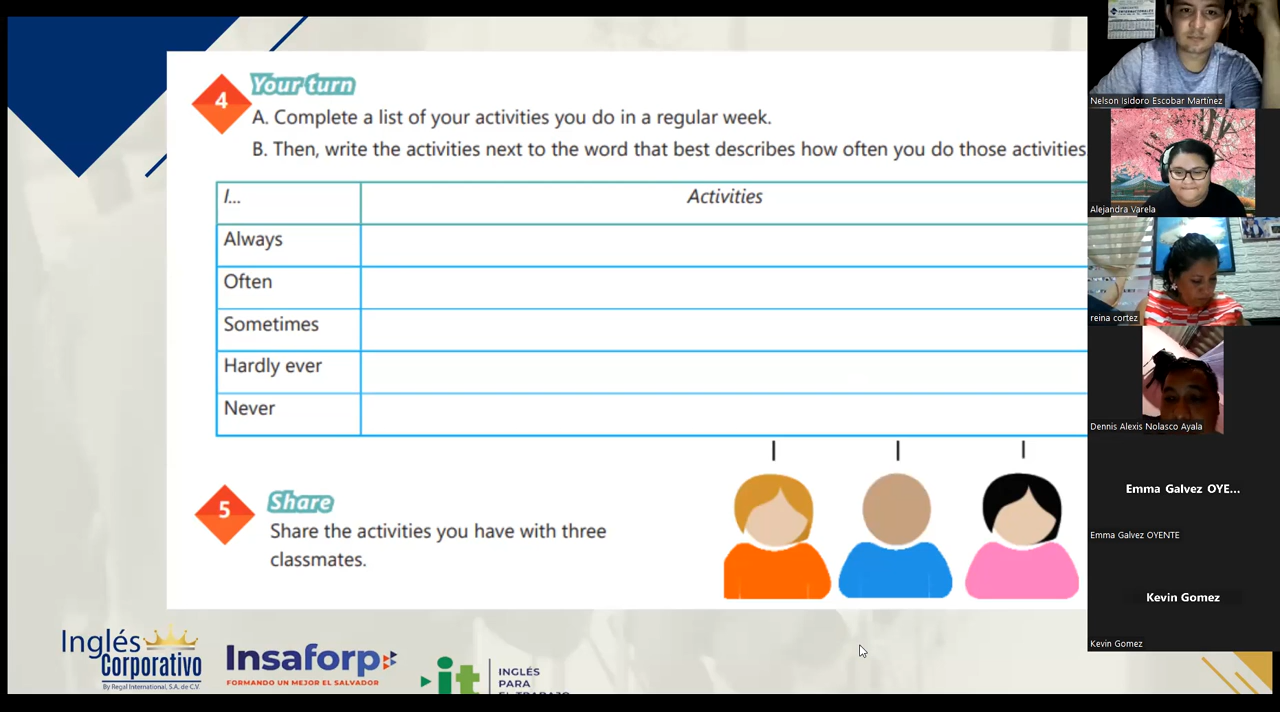 4
Your turn
A. Complete a list of your activities you do in a regular week.
B. Then, write the activities next to the word that best describes how often you do those activities
I... Activities
Always
Often
Sometimes
Hardly ever
Never
5
Share
Share the activities you have with three
classmates.
Inglés
Corporativo
By Regal International, S.A. de C.V.
Insaforp
FORMANDO UN MEJOR EL SALVADOR
it
INGLÉS
PARA
EL TRABAJO
Nelson Isidoro Escobar Martínez
Alejandra Varela
reina cortez
Dennis Alexis Nolasco Ayala
Emma Galvez OYE...
Emma Galvez OYENTE
Kevin Gomez
Kevin Gomez